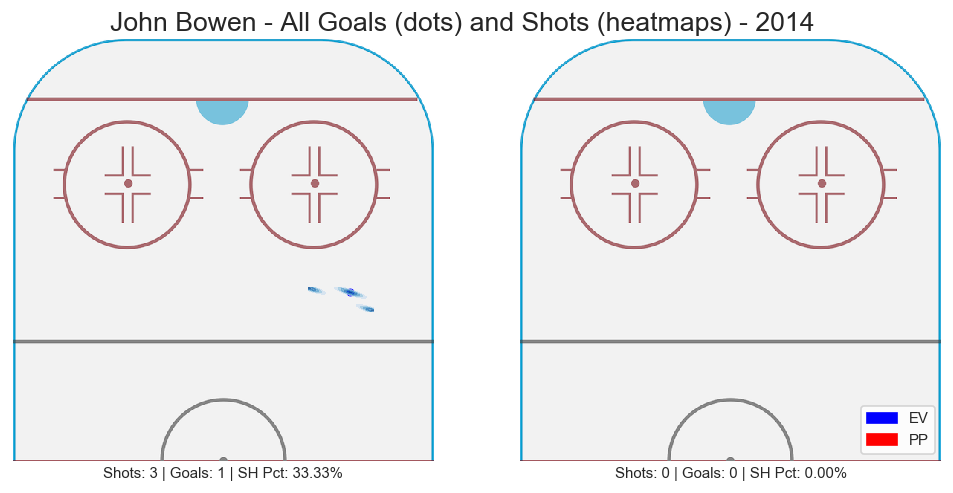 John Bowen - All Goals (dots) and Shots (heatmaps) - 2014
EV
PP
Shots: 3 | Goals: 1 | SH Pct: 33.33%
Shots: 0 | Goals: 0 | SH Pct: 0.00%